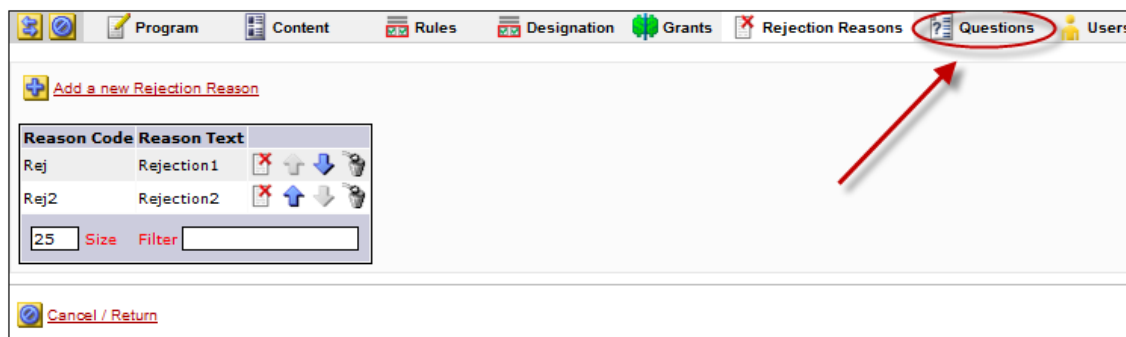 Program Content Rules Designation Grants Rejection Reasons Questions Users
Add a new Rejection Reason
Reason Code Reason Text
Rej Rejection1
Rej2 Rejection2
25 Size Filter
Cancel / Return